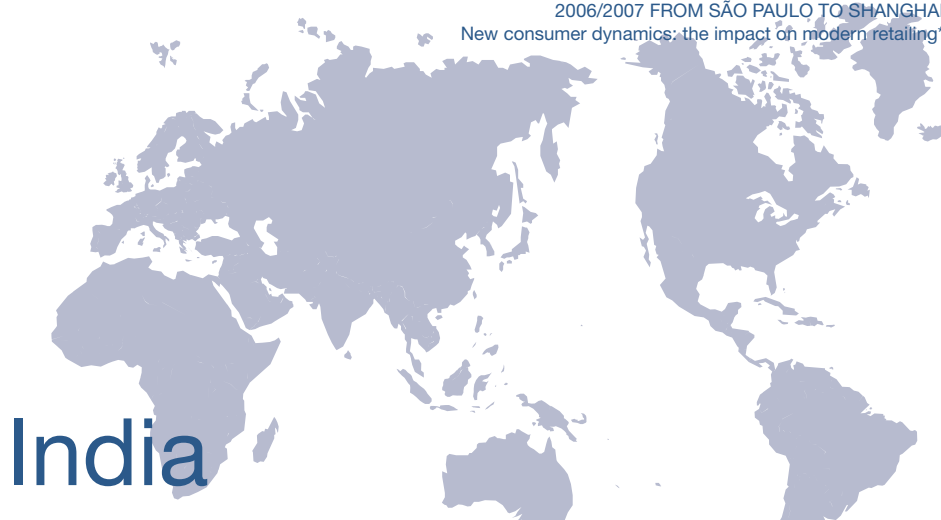 2006/2007 FROM SÃO PAULO TO SHANGHAI
New consumer dynamics: the impact on modern retailing*
India